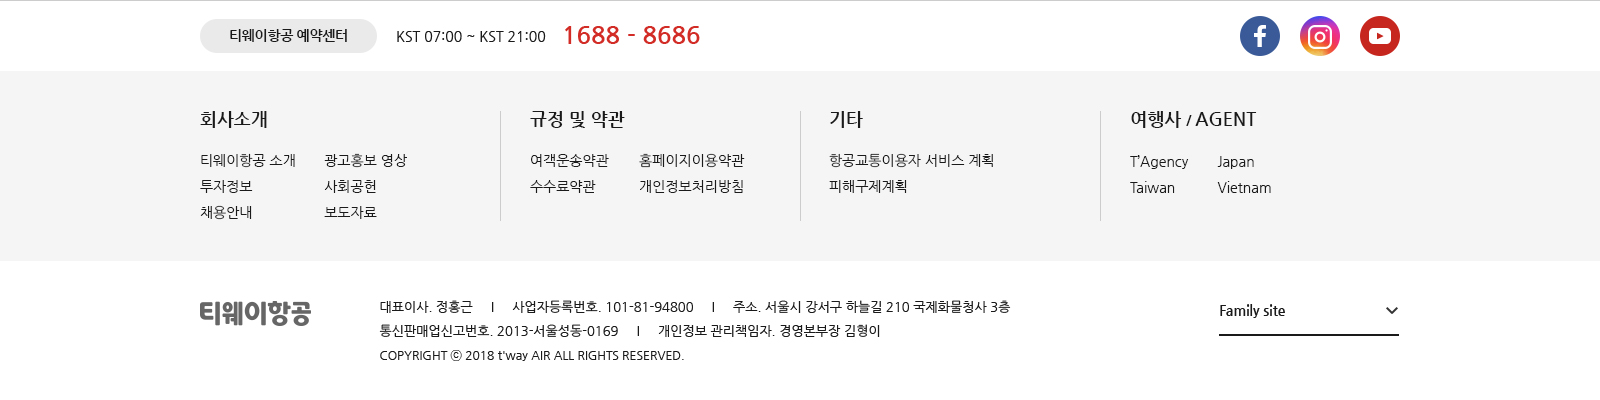 티웨이항공 예약센터 KST 07:00 ~ KST 21:00 1688 - 8686
회사소개
티웨이항공 소개 광고홍보 영상
투자정보 사회공헌
채용안내 보도자료
규정 및 약관
여객운송약관 홈페이지이용약관
수수료약관 개인정보처리방침
기타
항공교통이용자 서비스 계획
피해구제계획
여행사 / AGENT
T'Agency Japan
Taiwan Vietnam
티웨이항공
대표이사. 정홍근 I 사업자등록번호. 101-81-94800 I 주소. 서울시 강서구 하늘길 210 국제화물청사 3층
통신판매업신고번호. 2013-서울성동-0169 I 개인정보 관리책임자. 경영본부장 김형이
COPYRIGHT ⓒ 2018 t'way AIR ALL RIGHTS RESERVED.
Family site